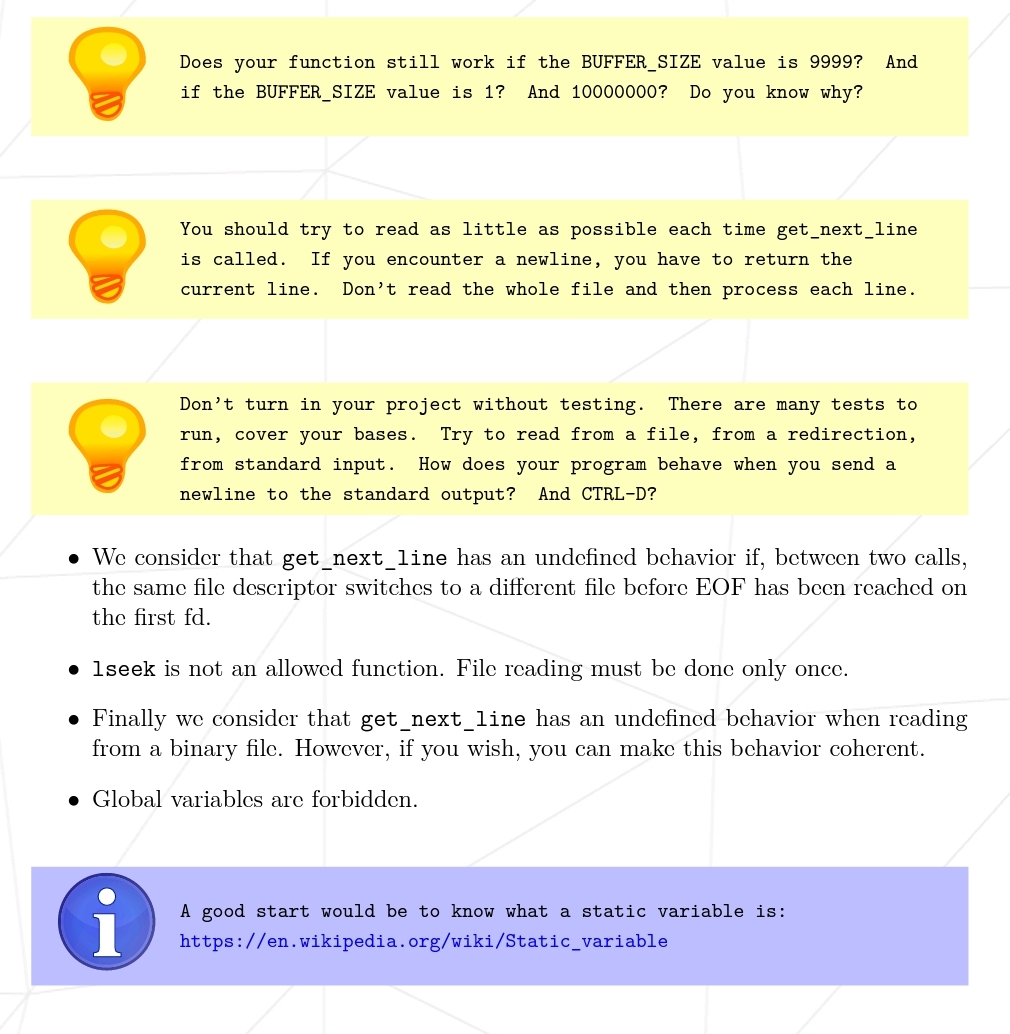 Does your function still work if the BUFFER_SIZE value is 9999? And
if the BUFFER_SIZE value is 1? And 10000000? Do you know why?
You should try to read as little as possible each time get_next_line
is called. If you encounter a newline, you have to return the
current line. Don't read the whole file and then process each line.
Don't turn in your project without testing. There are many tests to
run, cover your bases. Try to read from a file, from a redirection,
from standard input. How does your program behave when you send a
newline to the standard output? And CTRL-D?
• We consider that get_next_line has an undefined behavior if, between two calls,
the same file descriptor switches to a different file before EOF has been reached on
the first fd.
• lseek is not an allowed function. File reading must be done only once.
• Finally we consider that get_next_line has an undefined behavior when reading
from a binary file. However, if you wish, you can make this behavior coherent.
• Global variables are forbidden.
A good start would be to know what a static variable is:
https://en.wikipedia.org/wiki/Static_variable